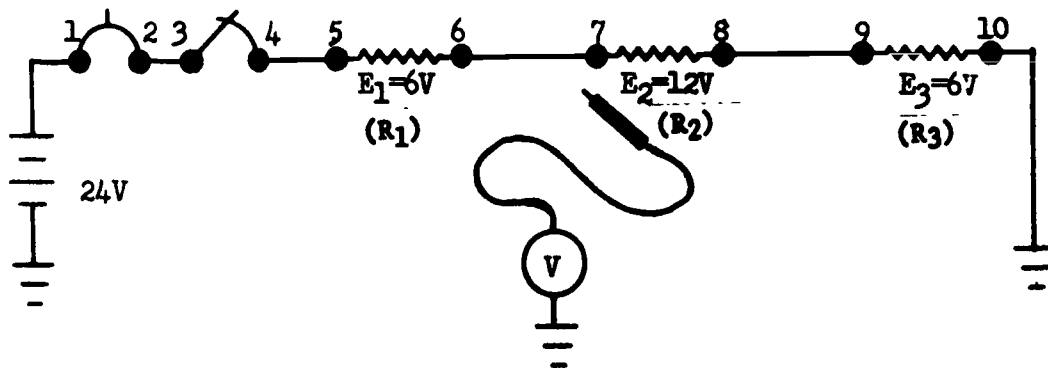 1 2 3 4 5 6 7 8 9 10
E1=6V E2=12V E3=6V
(R1) (R2) (R3)
24V
V